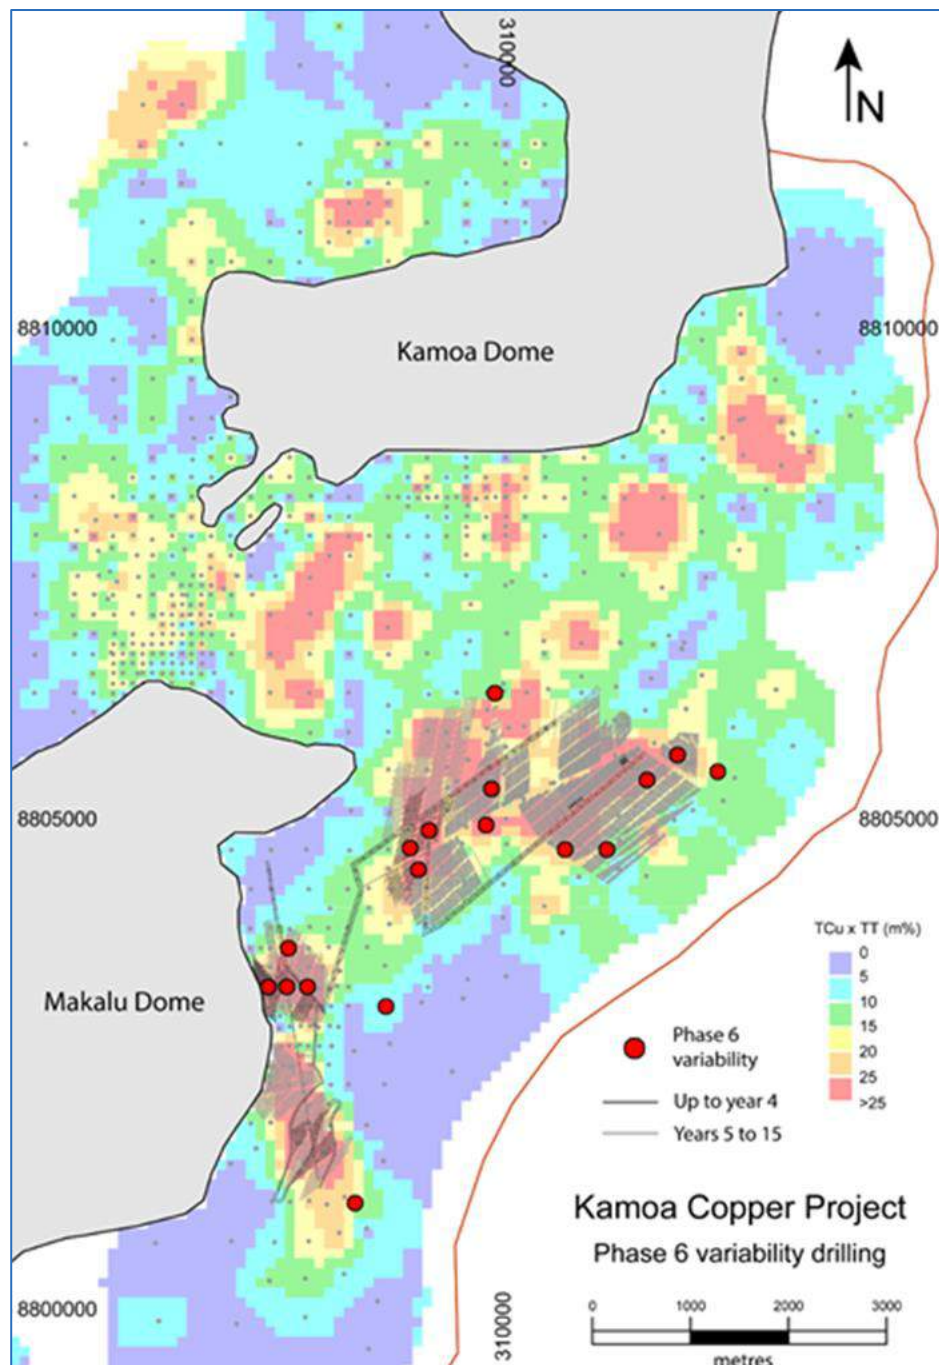 310000
N
8810000
8810000
Kamoa Dome
8805000
8805000
TCu x TT (m%)
0
5
10
15
20
25
>25
Makalu Dome
Phase 6
variability
Up to year 4
Years 5 to 15
Kamoa Copper Project
Phase 6 variability drilling
8800000
310000
0
1000
2000
3000
metres